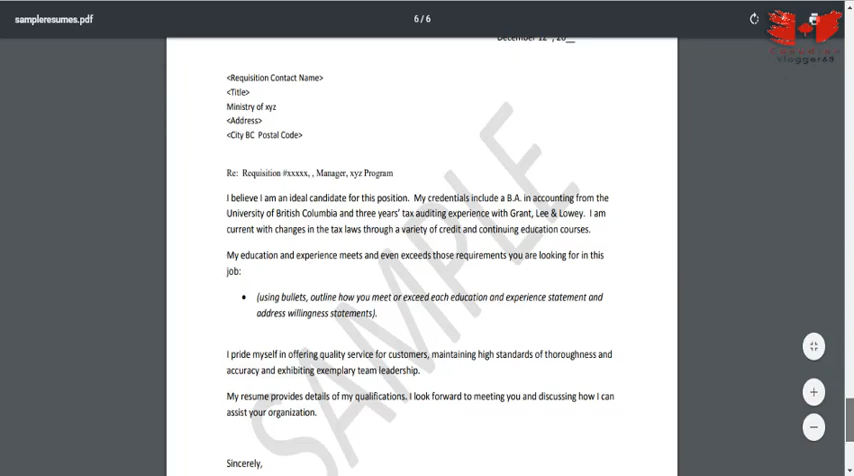 sampleresumes.pdf
6 / 6
December 12 , 20__
<Requisition Contact Name>
<Title>
Ministry of xyz
<Address>
<City BC Postal Code>
Re: Requisition #xxxxx, , Manager, xyz Program
I believe I am an ideal candidate for this position. My credentials include a B.A. in accounting from the
University of British Columbia and three years' tax auditing experience with Grant, Lee & Lowey. I am
current with changes in the tax laws through a variety of credit and continuing education courses.
My education and experience meets and even exceeds those requirements you are looking for in this
job:
• (using bullets, outline how you meet or exceed each education and experience statement and
address willingness statements).
I pride myself in offering quality service for customers, maintaining high standards of thoroughness and
accuracy and exhibiting exemplary team leadership.
My resume provides details of my qualifications. I look forward to meeting you and discussing how I can
assist your organization.
Sincerely,
SAMPLE
Canadian
vlogger69